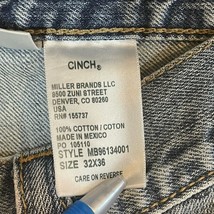 CINCH®
MILLER BRANDS LLC
8500 ZUNI STREET
DENVER, CO 80260
USA
RN# 155737
100% COTTON / COTON
MADE IN MEXICO
PO 105110
STYLE MB96134001
SIZE 32X36
CARE ON REVERSE